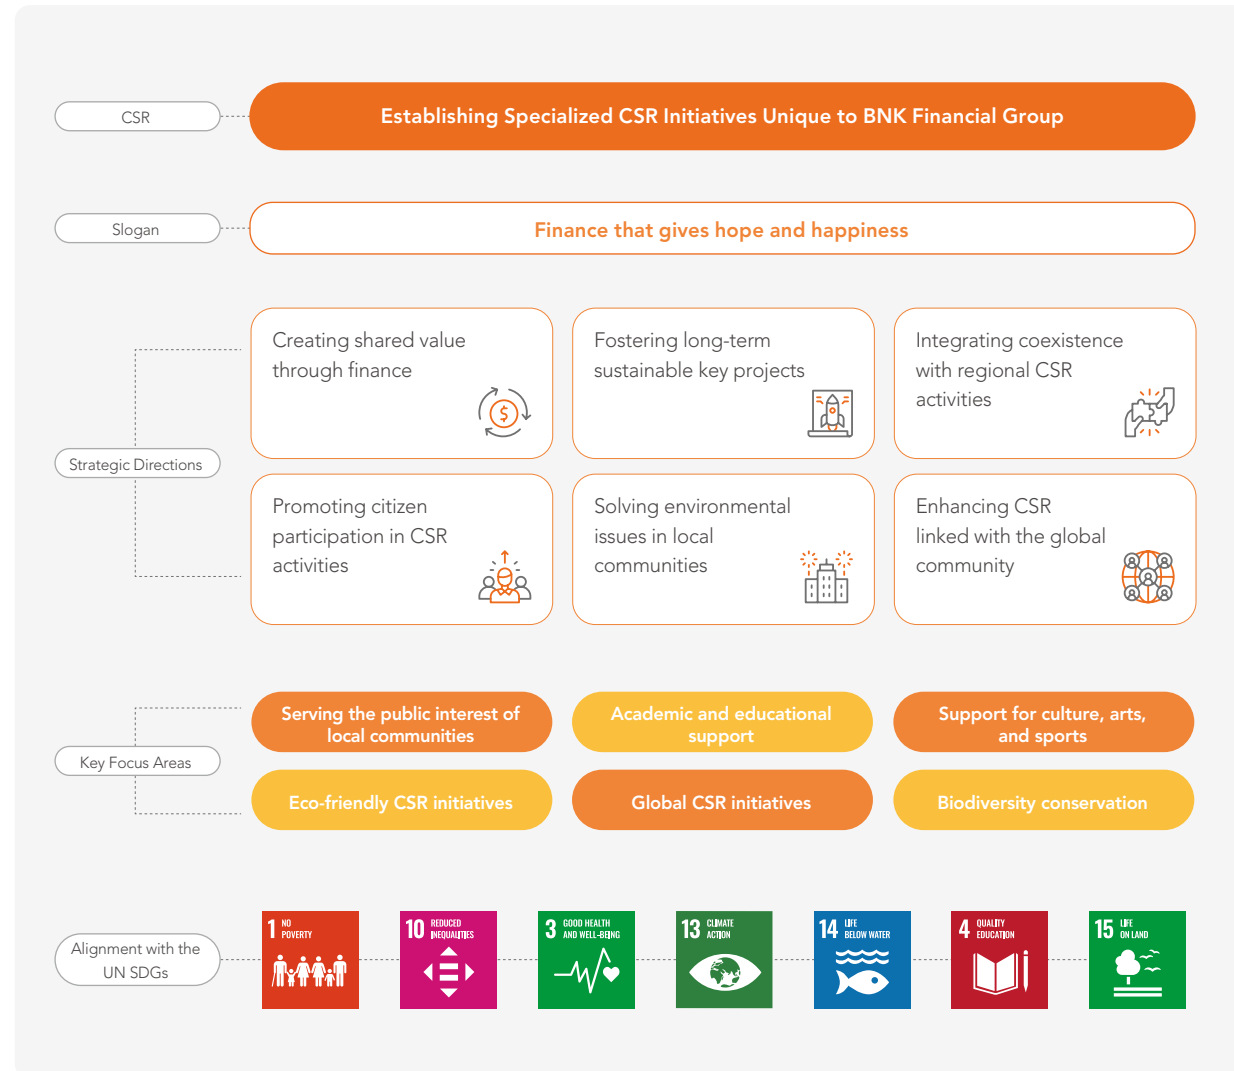 CSR
Establishing Specialized CSR Initiatives Unique to BNK Financial Group
Slogan
Finance that gives hope and happiness
Strategic Directions
Creating shared value
through finance
$
Fostering long-term
sustainable key projects
Integrating coexistence
with regional CSR
activities
Promoting citizen
participation in CSR
activities
Solving environmental
issues in local
communities
Enhancing CSR
linked with the global
community
Key Focus Areas
Serving the public interest of
local communities
Academic and educational
support
Support for culture, arts,
and sports
Eco-friendly CSR initiatives
Global CSR initiatives
Biodiversity conservation
Alignment with the
UN SDGs
1 NO
POVERTY
10 REDUCED
INEQUALITIES
3 GOOD HEALTH
AND WELL-BEING
13 CLIMATE
ACTION
14 LIFE
BELOW WATER
4 QUALITY
EDUCATION
15 LIFE
ON LAND